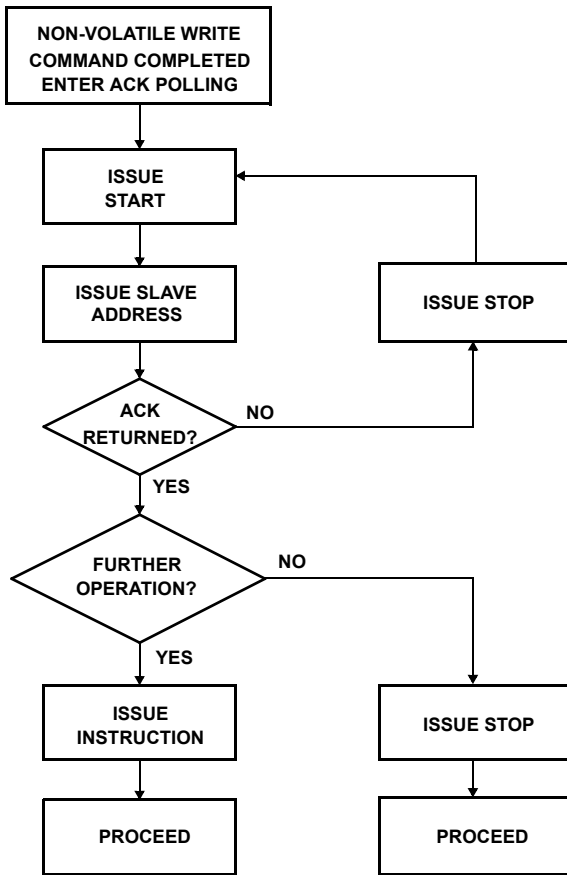 NON-VOLATILE WRITE
COMMAND COMPLETED
ENTER ACK POLLING
ISSUE
START
ISSUE SLAVE
ADDRESS
ISSUE STOP
ACK
RETURNED?
NO
YES
FURTHER
OPERATION?
NO
YES
ISSUE
INSTRUCTION
ISSUE STOP
PROCEED
PROCEED